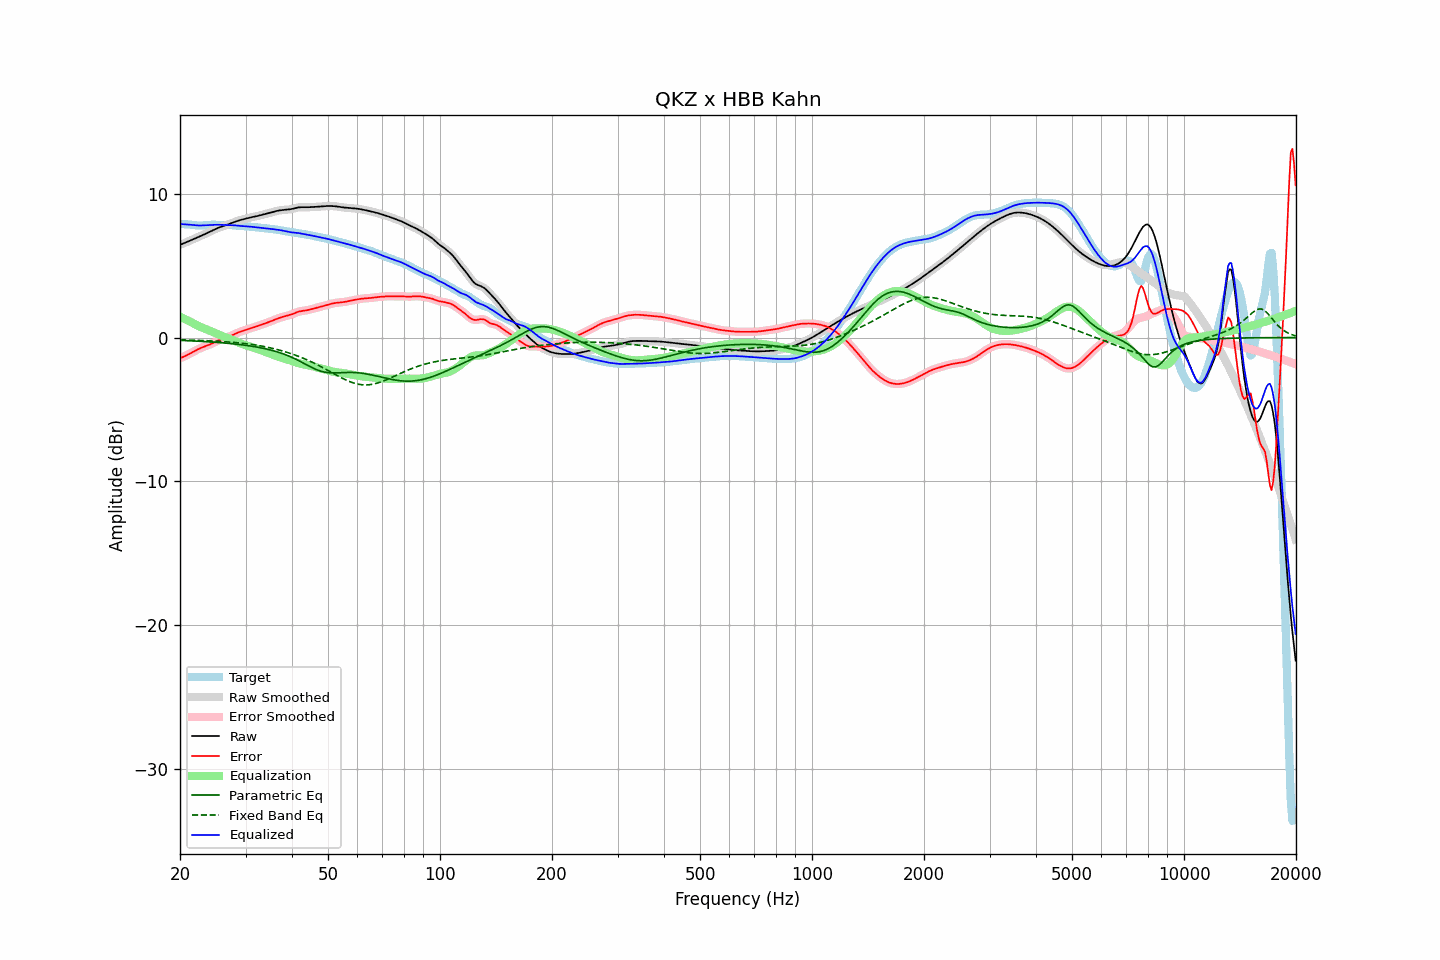 QKZ x HBB Kahn
10
0
−10
−20
−30
Amplitude (dBr)
Target
Raw Smoothed
Error Smoothed
Raw
Error
Equalization
Parametric Eq
Fixed Band Eq
Equalized
20 50 100 200 500 1000 2000 5000 10000 20000
Frequency (Hz)